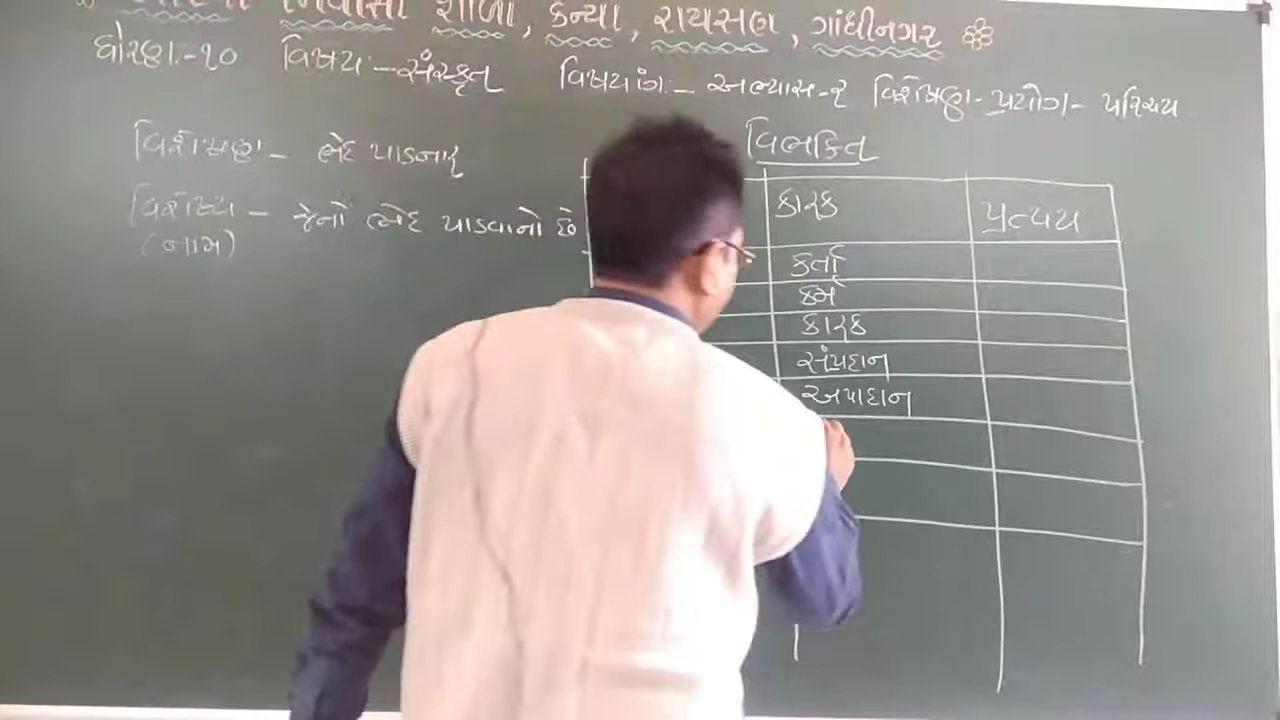 નિવાસી શાળા, કન્યા, રાયસણ, ગાંધીનગર
ધોરણ:-૧૦ વિષય:-સંસ્કૃત વિષયાંગ:- અભ્યાસ-૨ વિશેષણ-પ્રયોગ- પરિચય
વિશેષણ:- ભેદ પાડનાર્
વિશેષ્ય - જેનો ભેદ પાડવાનો છે
(નામ)
વિભક્તિ
કારક પ્રત્યય
કર્તા
કર્મ
કારક
સંપ્રદાન
અપાદાન